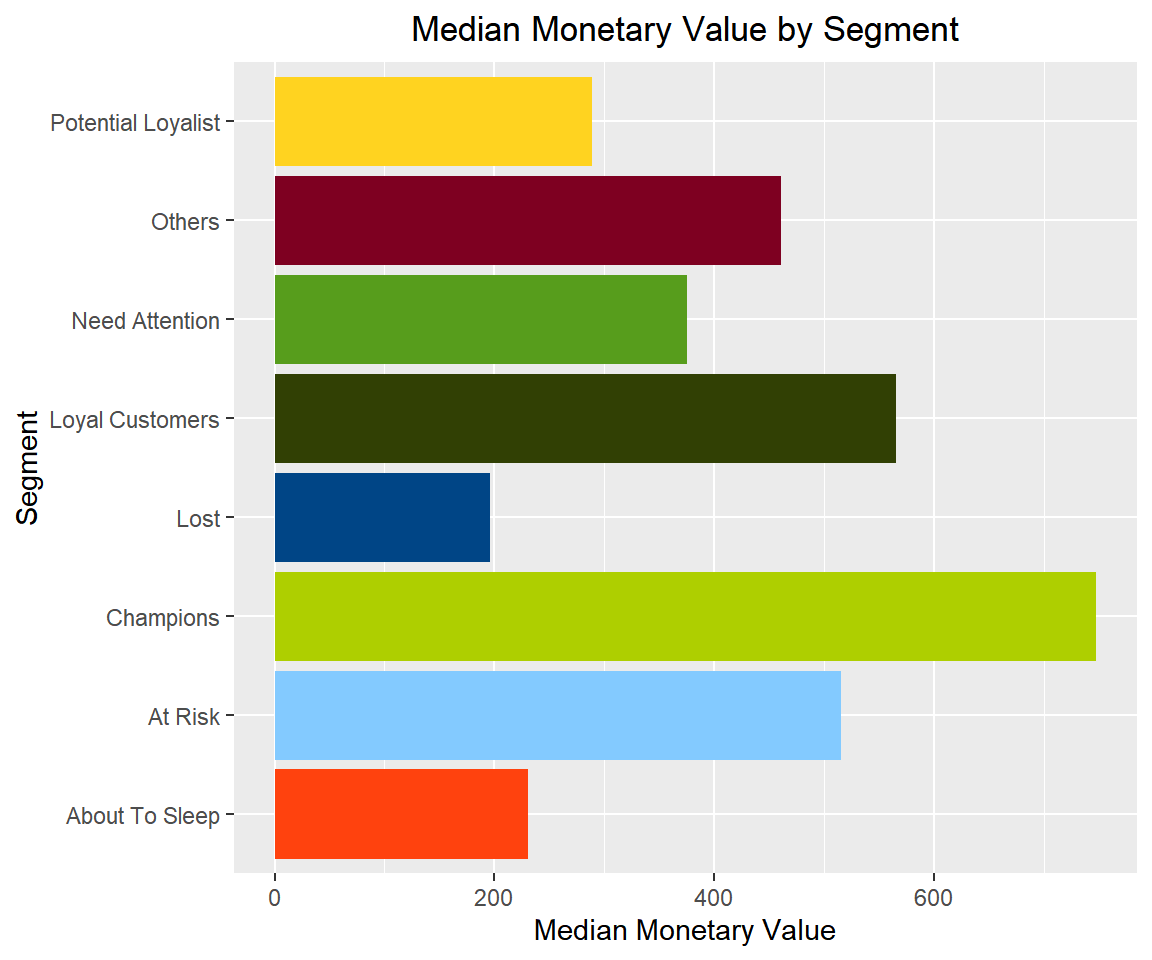 Median Monetary Value by Segment
Segment
Potential Loyalist
Others
Need Attention
Loyal Customers
Lost
Champions
At Risk
About To Sleep
0 200 400 600
Median Monetary Value